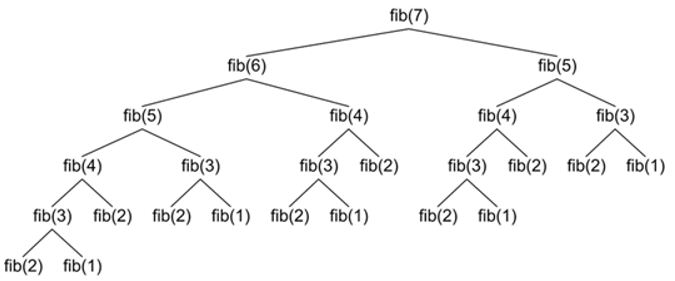 fib(7)
fib(6) fib(5)
fib(5) fib(4) fib(4) fib(3)
fib(4) fib(3) fib(3) fib(2) fib(3) fib(2) fib(2) fib(1)
fib(3) fib(2) fib(2) fib(1) fib(2) fib(1) fib(2) fib(1)
fib(2) fib(1)